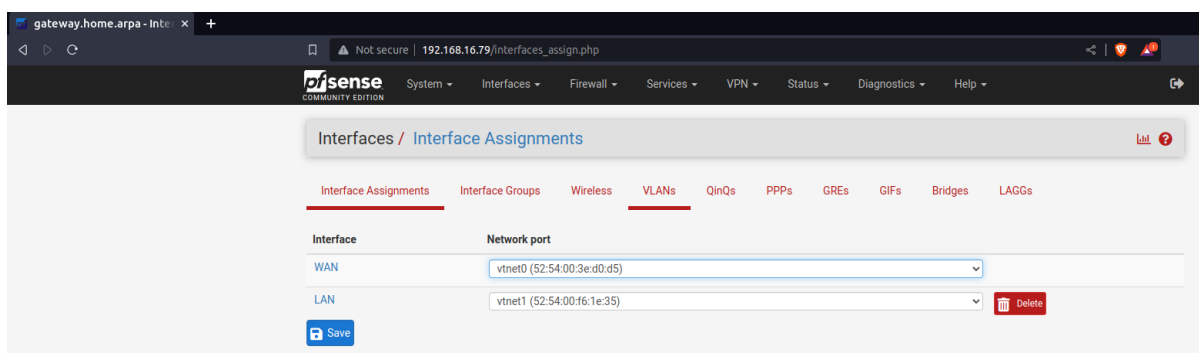 gateway.home.arpa - Inte
Not secure | 192.168.16.79/interfaces_assign.php
pfsense System Interfaces Firewall Services VPN Status Diagnostics Help
COMMUNITY EDITION
Interfaces / Interface Assignments
Interface Assignments Interface Groups Wireless VLANs QinQs PPPs GREs GIFs Bridges LAGGs
Interface Network port
WAN vtnet0 (52:54:00:3e:d0:d5)
LAN vtnet1 (52:54:00:f6:1e:35) Delete
Save